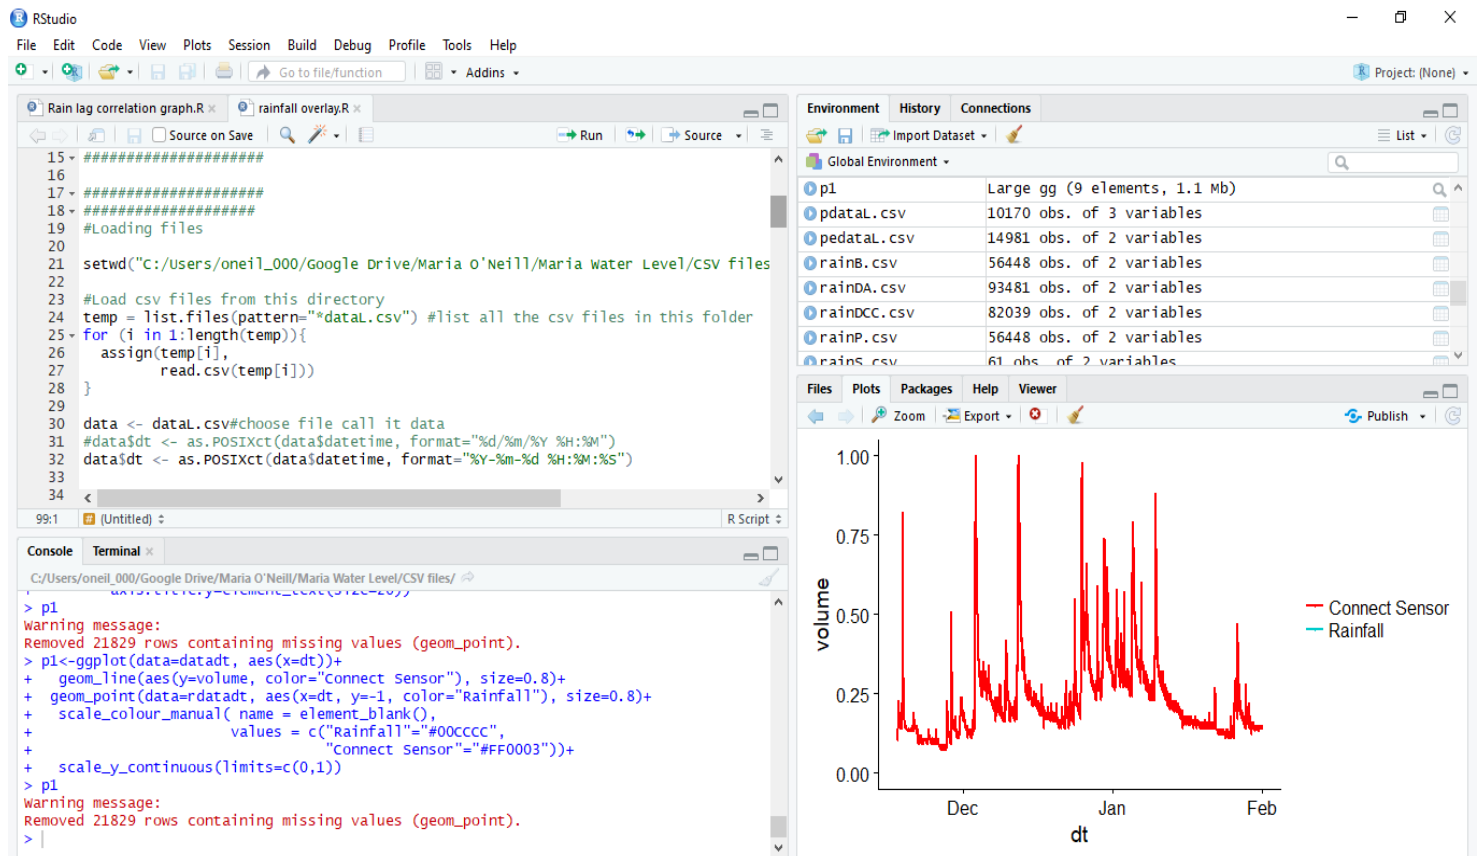 RStudio
File Edit Code View Plots Session Build Debug Profile Tools Help
Go to file/function
Addins
Project: (None)
Rain lag correlation graph.R
rainfall overlay.R
Source on Save
Run
Source
15 #####################
16
17 #####################
18 ####################
19 #Loading files
20
21 setwd("C:/Users/oneil_000/Google Drive/Maria O'Neill/Maria Water Level/CSV files
22
23 #Load csv files from this directory
24 temp = list.files(pattern="*dataL.csv") #list all the csv files in this folder
25 for (i in 1:length(temp)){
26 assign(temp[i],
27 read.csv(temp[i]))
28 }
29
30 data <- dataL.csv#choose file call it data
31 #data$dt <- as.POSIXct(data$datetime, format="%d/%m/%Y %H:%M")
32 data$dt <- as.POSIXct(data$datetime, format="%Y-%m-%d %H:%M:%S")
33
34
99:1 (Untitled) R Script
Console Terminal
C:/Users/oneil_000/Google Drive/Maria O'Neill/Maria Water Level/CSV files/
+ axis.title.y=element_text(size=20))
> p1
Warning message:
Removed 21829 rows containing missing values (geom_point).
> p1<-ggplot(data=datadt, aes(x=dt))+
+ geom_line(aes(y=volume, color="Connect Sensor"), size=0.8)+
+ geom_point(data=rdatadt, aes(x=dt, y=-1, color="Rainfall"), size=0.8)+
+ scale_colour_manual( name = element_blank(),
+ values = c("Rainfall"="#00CCCC",
+ "Connect Sensor"="#FF0003"))+
+ scale_y_continuous(limits=c(0,1))
> p1
Warning message:
Removed 21829 rows containing missing values (geom_point).
>
Environment History Connections
Import Dataset
List
Global Environment
p1 Large gg (9 elements, 1.1 Mb)
pdataL.csv 10170 obs. of 3 variables
pedataL.csv 14981 obs. of 2 variables
rainB.csv 56448 obs. of 2 variables
rainDA.csv 93481 obs. of 2 variables
rainDCC.csv 82039 obs. of 2 variables
rainP.csv 56448 obs. of 2 variables
rainS.csv 61 obs. of 2 variables
Files Plots Packages Help Viewer
Zoom Export Publish
1.00
0.75
0.50
0.25
0.00
volume
Dec Jan Feb
dt
Connect Sensor
Rainfall